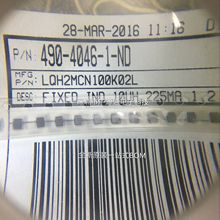 28-MAR-2016 11:16
P/N: 490-4046-1-ND
MFG.
P/N: LQH2MCN100K02L
DESC FIXED IND 10UH 225MA 1.2